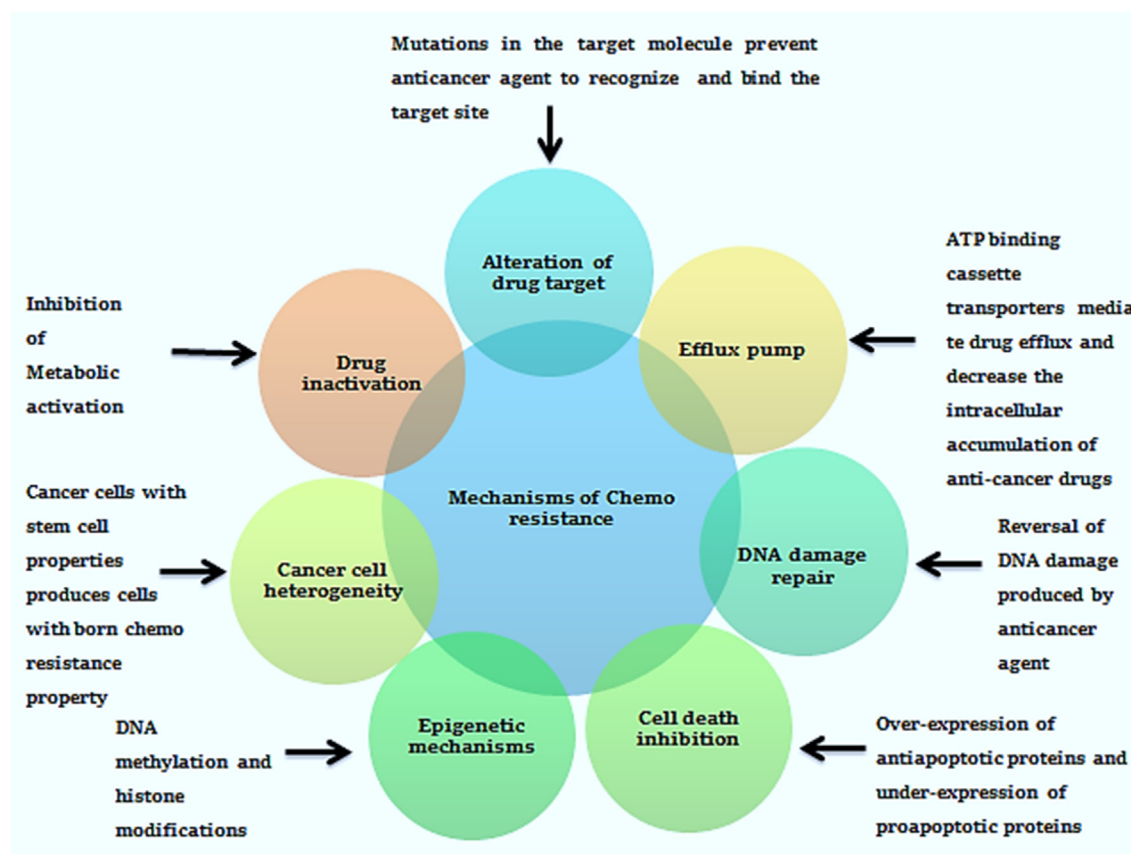 Mutations in the target molecule prevent
anticancer agent to recognize and bind the
target site
Alteration of
drug target
Efflux pump
ATP binding
cassette
transporters media
te drug efflux and
decrease the
intracellular
accumulation of
anti-cancer drugs
DNA damage
repair
Reversal of
DNA damage
produced by
anticancer
agent
Cell death
inhibition
Over-expression of
antiapoptotic proteins and
under-expression of
proapoptotic proteins
Epigenetic
mechanisms
DNA
methylation and
histone
modifications
Cancer cell
heterogeneity
Cancer cells with
stem cell
properties
produces cells
with born chemo
resistance
property
Drug
inactivation
Inhibition
of
Metabolic
activation
Mechanisms of Chemo
resistance